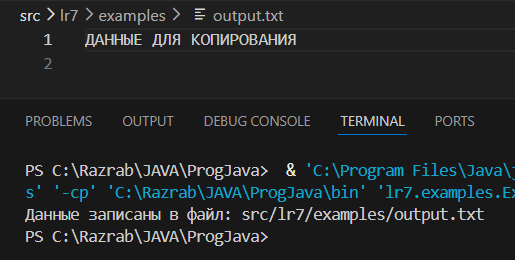 src > lr7 > examples > output.txt
1 ДАННЫЕ ДЛЯ КОПИРОВАНИЯ
2
PROBLEMS OUTPUT DEBUG CONSOLE TERMINAL PORTS
PS C:\Razrab\JAVA\ProgJava> & 'C:\Program Files\Java\j
s' '-cp' 'C:\Razrab\JAVA\ProgJava\bin' 'lr7.examples.Ex
Данные записаны в файл: src/lr7/examples/output.txt
PS C:\Razrab\JAVA\ProgJava>